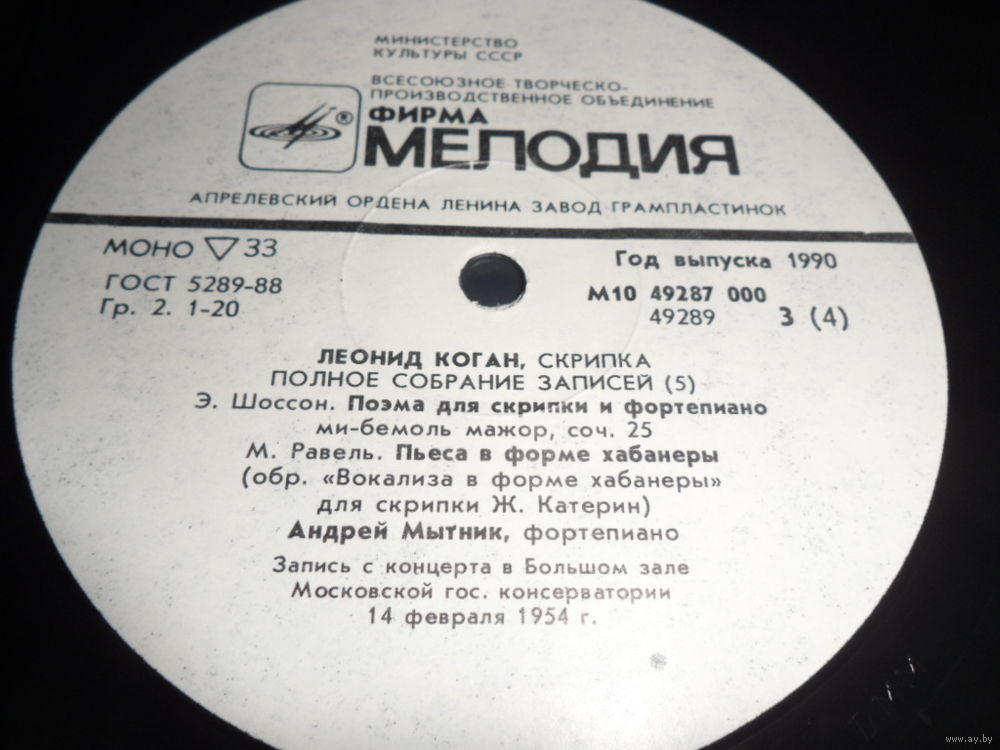 МИНИСТЕРСТВО
КУЛЬТУРЫ СССР
ВСЕСОЮЗНОЕ ТВОРЧЕСКО-
ПРОИЗВОДСТВЕННОЕ ОБЪЕДИНЕНИЕ
ФИРМА
®
МЕЛОДИЯ
АПРЕЛЕВСКИЙ ОРДЕНА ЛЕНИНА ЗАВОД ГРАМПЛАСТИНОК
МОНО ▽ 33
ГОСТ 5289-88
Гр. 2. 1-20
Год выпуска 1990
М10 49287 000
49289 3 (4)
ЛЕОНИД КОГАН, СКРИПКА
ПОЛНОЕ СОБРАНИЕ ЗАПИСЕЙ (5)
Э. Шоссон. Поэма для скрипки и фортепиано
ми-бемоль мажор, соч. 25
М. Равель. Пьеса в форме хабанеры
(обр. «Вокализа в форме хабанеры»
для скрипки Ж. Катерин)
Андрей Мытник, фортепиано
Запись с концерта в Большом зале
Московской гос. консерватории
14 февраля 1954 г.
www.ay.by